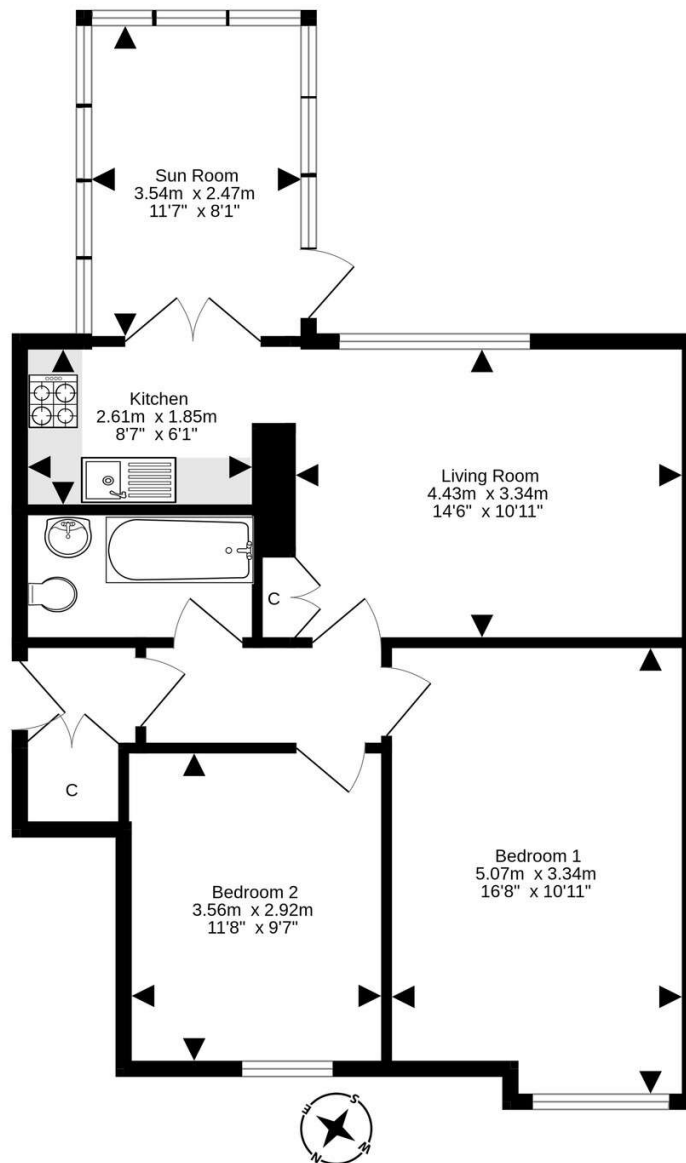 Sun Room
3.54m x 2.47m
11'7" x 8'1"
Kitchen
2.61m x 1.85m
8'7" x 6'1"
Living Room
4.43m x 3.34m
14'6" x 10'11"
C
C
Bedroom 1
5.07m x 3.34m
16'8" x 10'11"
Bedroom 2
3.56m x 2.92m
11'8" x 9'7"
S
E
W
N